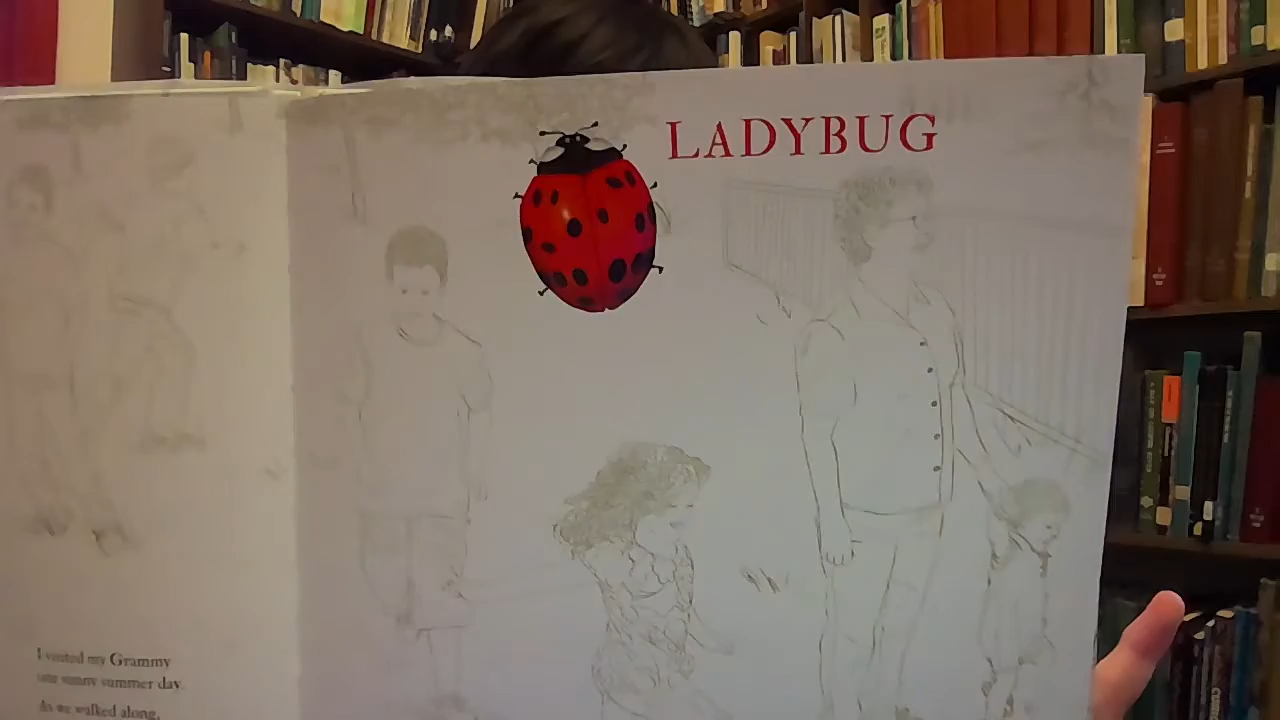 LADYBUG
I visited my Grammy
one sunny summer day.
As we walked along,